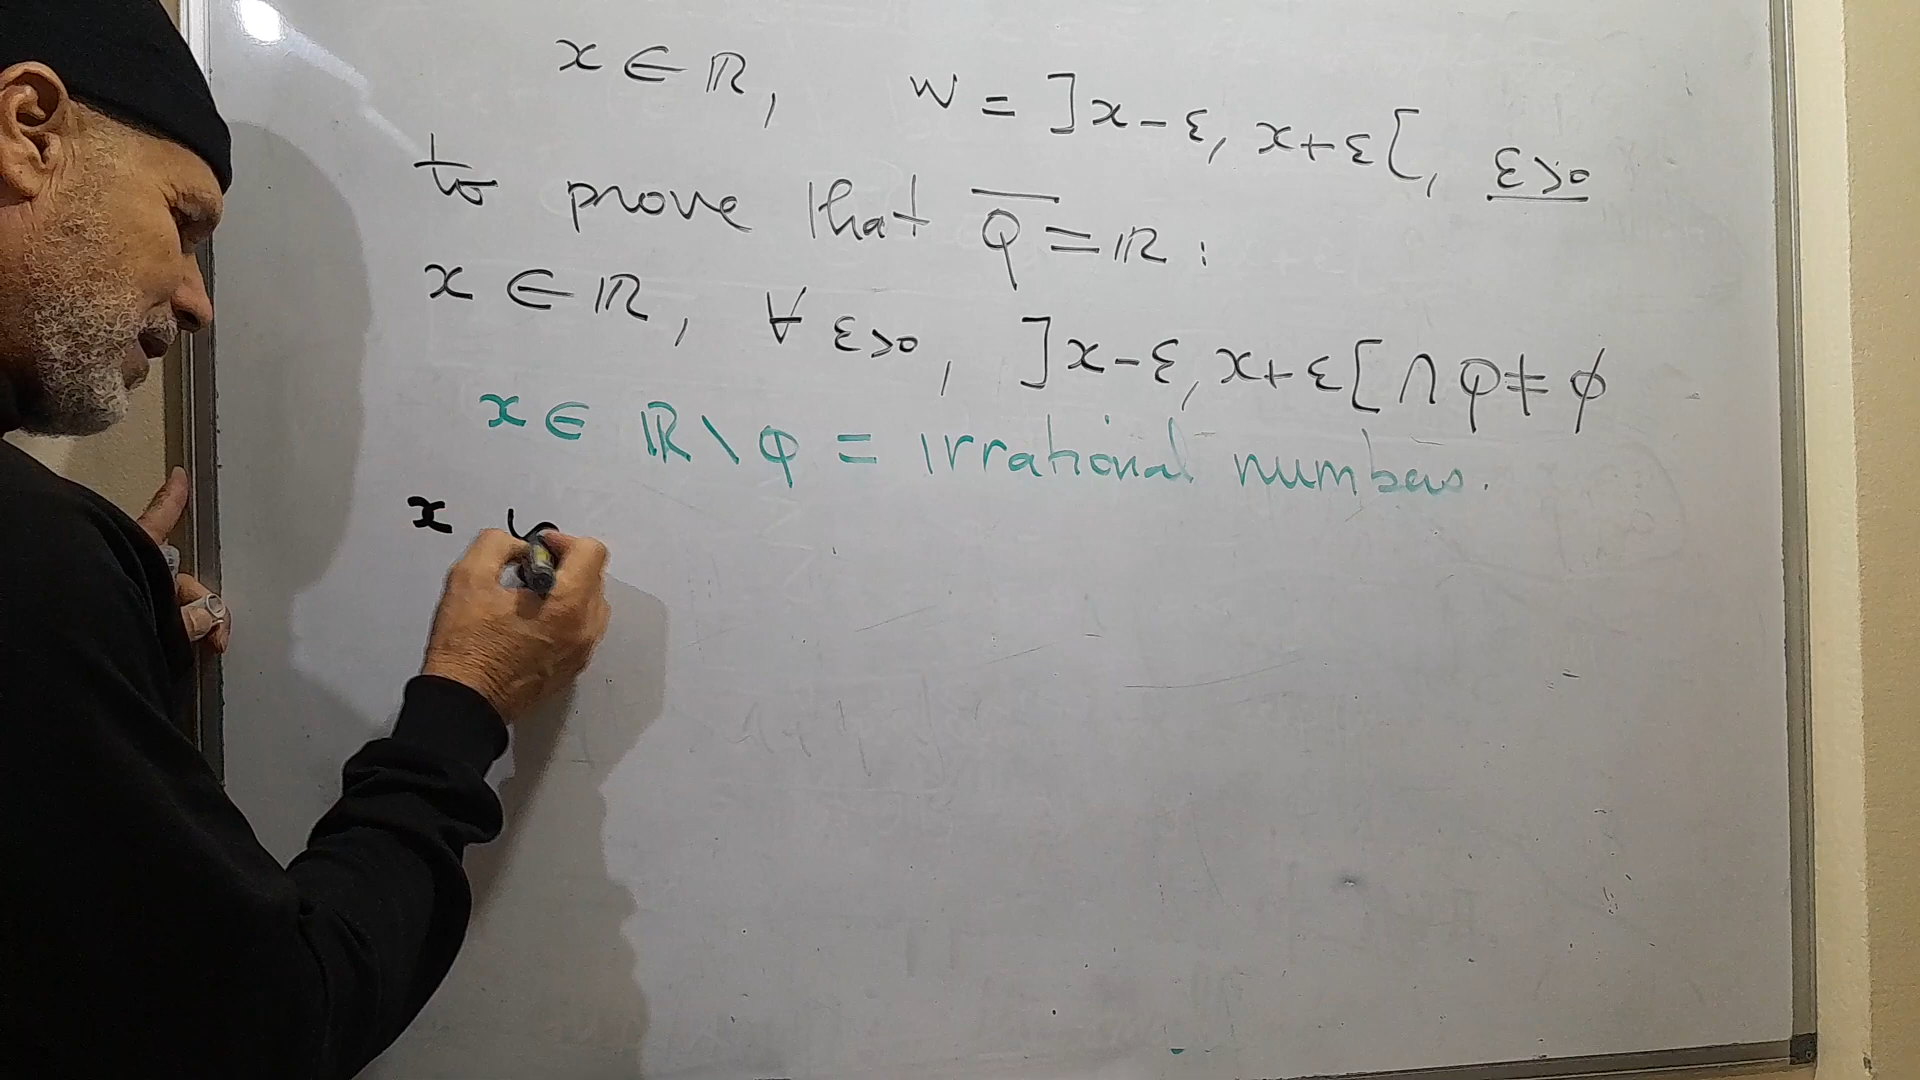 x ∈ ℝ, W = ]x-ε, x+ε[, ε>0
to prove that Q̅ = ℝ :
x ∈ ℝ, ∀ ε>0, ]x-ε, x+ε[ ∩ Q ≠ ∅
x ∈ ℝ \ Q = irrational numbers.
x